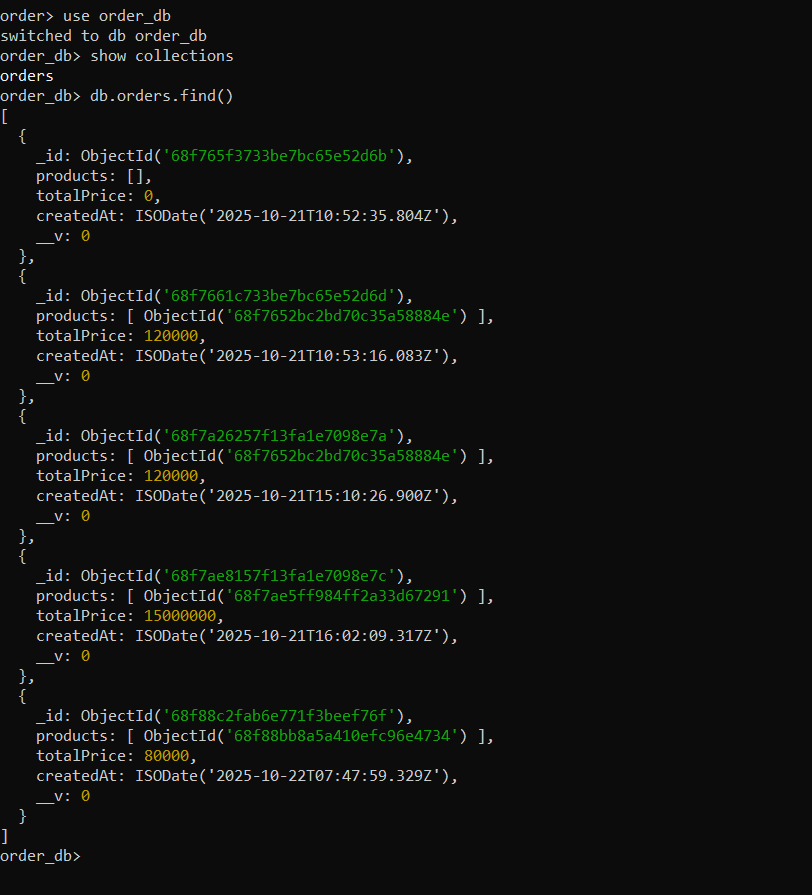 order> use order_db
switched to db order_db
order_db> show collections
orders
order_db> db.orders.find()
[
  {
    _id: ObjectId('68f765f3733be7bc65e52d6b'),
    products: [],
    totalPrice: 0,
    createdAt: ISODate('2025-10-21T10:52:35.804Z'),
    __v: 0
  },
  {
    _id: ObjectId('68f7661c733be7bc65e52d6d'),
    products: [ ObjectId('68f7652bc2bd70c35a58884e') ],
    totalPrice: 120000,
    createdAt: ISODate('2025-10-21T10:53:16.083Z'),
    __v: 0
  },
  {
    _id: ObjectId('68f7a26257f13fa1e7098e7a'),
    products: [ ObjectId('68f7652bc2bd70c35a58884e') ],
    totalPrice: 120000,
    createdAt: ISODate('2025-10-21T15:10:26.900Z'),
    __v: 0
  },
  {
    _id: ObjectId('68f7ae8157f13fa1e7098e7c'),
    products: [ ObjectId('68f7ae5ff984ff2a33d67291') ],
    totalPrice: 15000000,
    createdAt: ISODate('2025-10-21T16:02:09.317Z'),
    __v: 0
  },
  {
    _id: ObjectId('68f88c2fab6e771f3beef76f'),
    products: [ ObjectId('68f88bb8a5a410efc96e4734') ],
    totalPrice: 80000,
    createdAt: ISODate('2025-10-22T07:47:59.329Z'),
    __v: 0
  }
]
order_db>